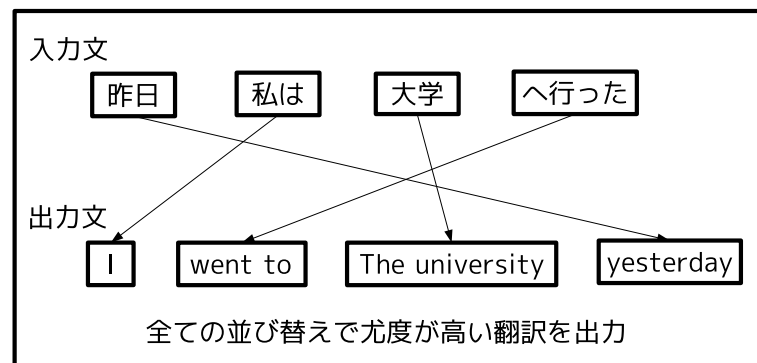 入力文
昨日 私は 大学 へ行った
出力文
I went to The university yesterday
全ての並び替えで尤度が高い翻訳を出力